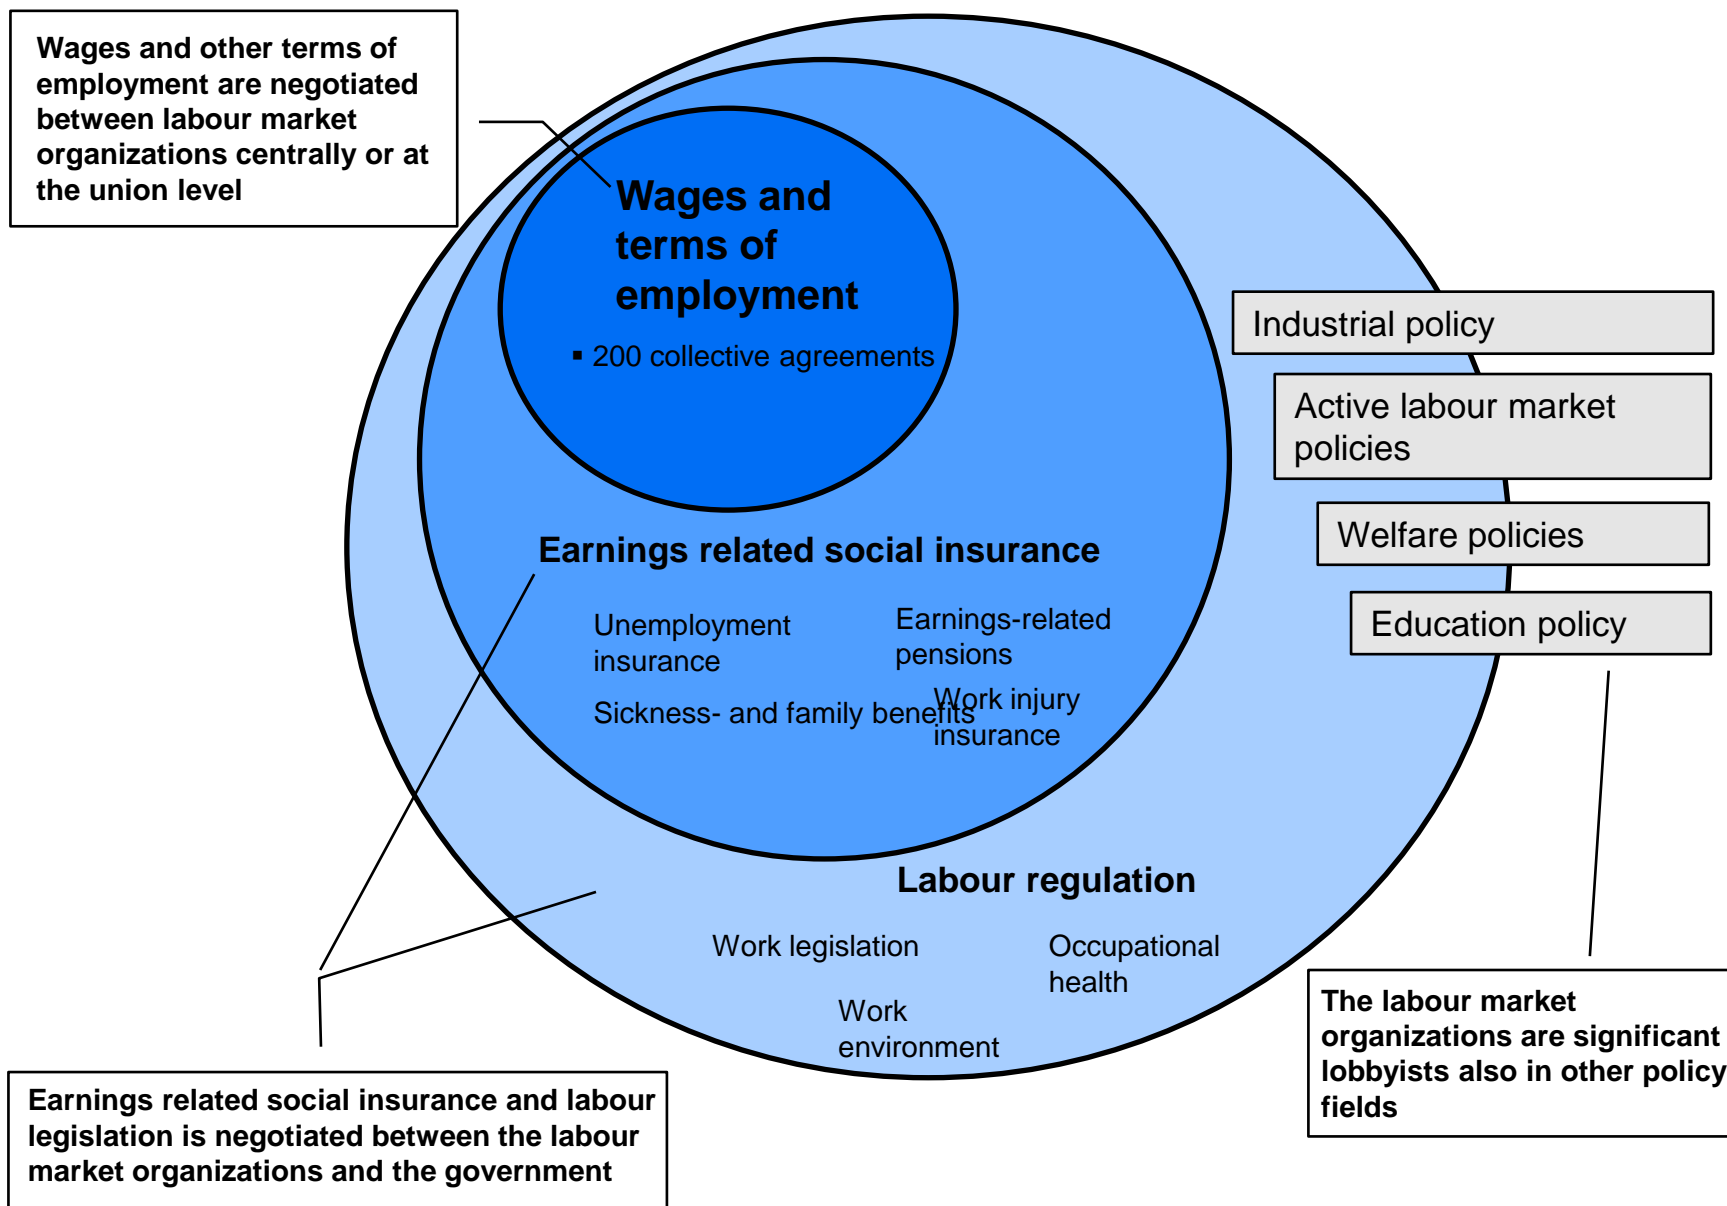 Wages and other terms of
employment are negotiated
between labour market
organizations centrally or at
the union level
Wages and
terms of
employment
▪ 200 collective agreements
Industrial policy
Active labour market
policies
Welfare policies
Education policy
Earnings related social insurance
Unemployment
insurance
Earnings-related
pensions
Sickness- and family benefits
Work injury
insurance
Labour regulation
Work legislation
Occupational
health
Work
environment
The labour market
organizations are significant
lobbyists also in other policy
fields
Earnings related social insurance and labour
legislation is negotiated between the labour
market organizations and the government